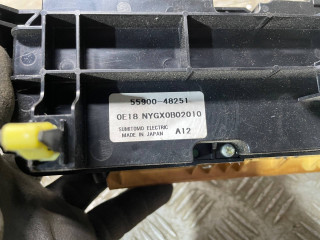 55900-48251
0E18 NYGX0B02010
SUMITOMO ELECTRIC
MADE IN JAPAN A12